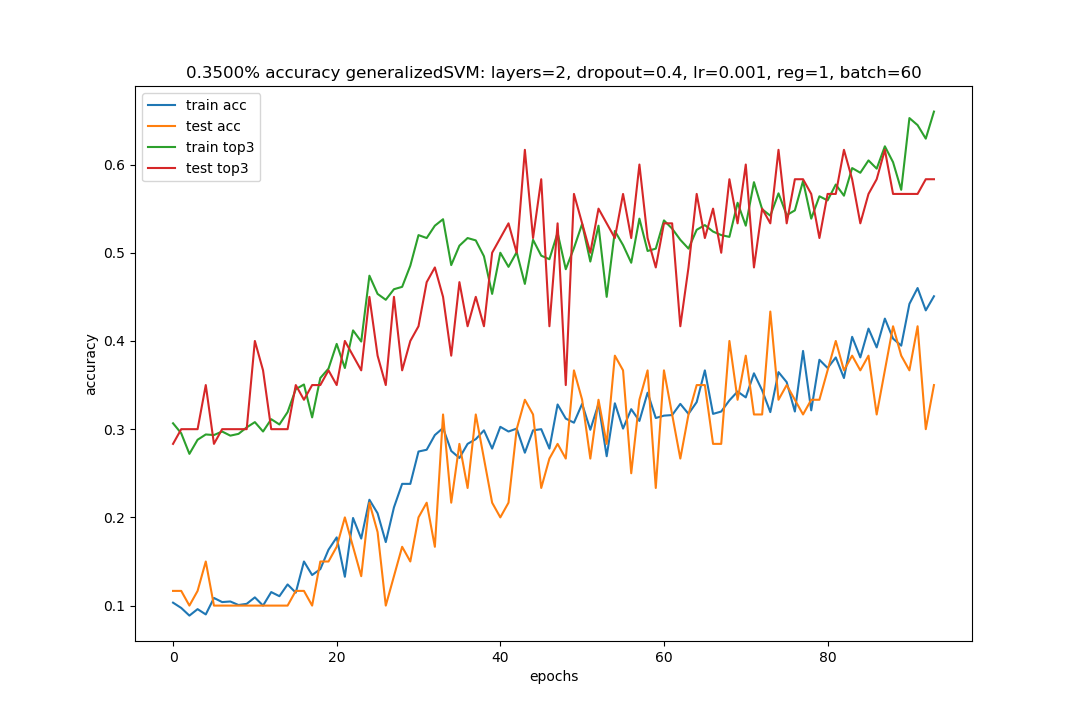 0.3500% accuracy generalizedSVM: layers=2, dropout=0.4, lr=0.001, reg=1, batch=60
train acc
test acc
train top3
test top3
accuracy
0.6
0.5
0.4
0.3
0.2
0.1
0 20 40 60 80
epochs